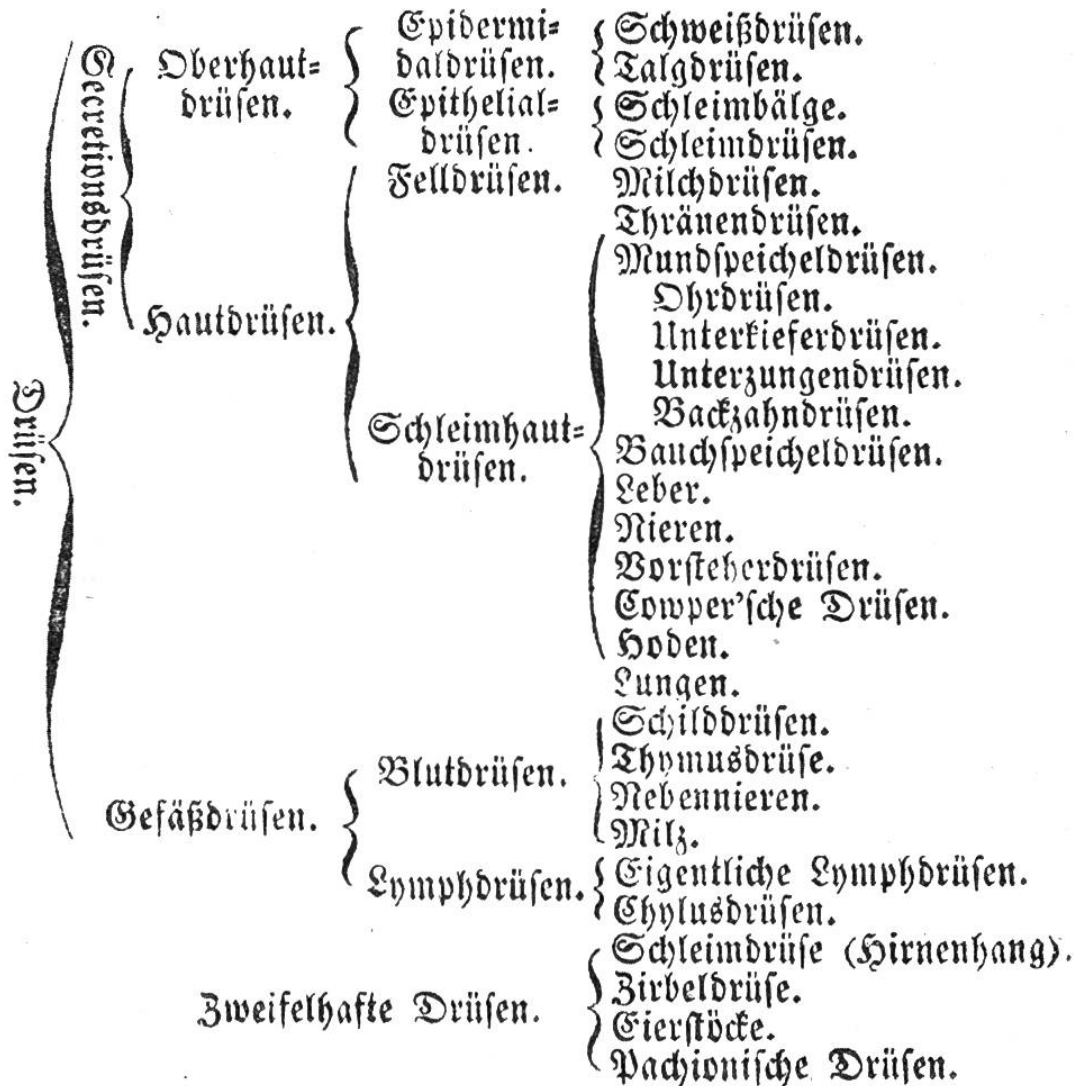 Drüsen.
Secretionsdrüsen.
Oberhaut=
drüsen.
Epidermi=
daldrüsen.
Schweißdrüsen.
Talgdrüsen.
Epithelial=
drüsen.
Schleimbälge.
Schleimdrüsen.
Hautdrüsen.
Felldrüsen.
Milchdrüsen.
Thränendrüsen.
Schleimhaut=
drüsen.
Mundspeicheldrüsen.
Ohrdrüsen.
Unterkieferdrüsen.
Unterzungendrüsen.
Backzahndrüsen.
Bauchspeicheldrüsen.
Leber.
Nieren.
Vorsteherdrüsen.
Cowper'sche Drüsen.
Hoden.
Lungen.
Gefäßdrüsen.
Blutdrüsen.
Schilddrüsen.
Thymusdrüse.
Nebennieren.
Milz.
Lymphdrüsen.
Eigentliche Lymphdrüsen.
Chylusdrüsen.
Zweifelhafte Drüsen.
Schleimdrüse (Hirnenhang).
Zirbeldrüse.
Eierstöcke.
Pachionische Drüsen.